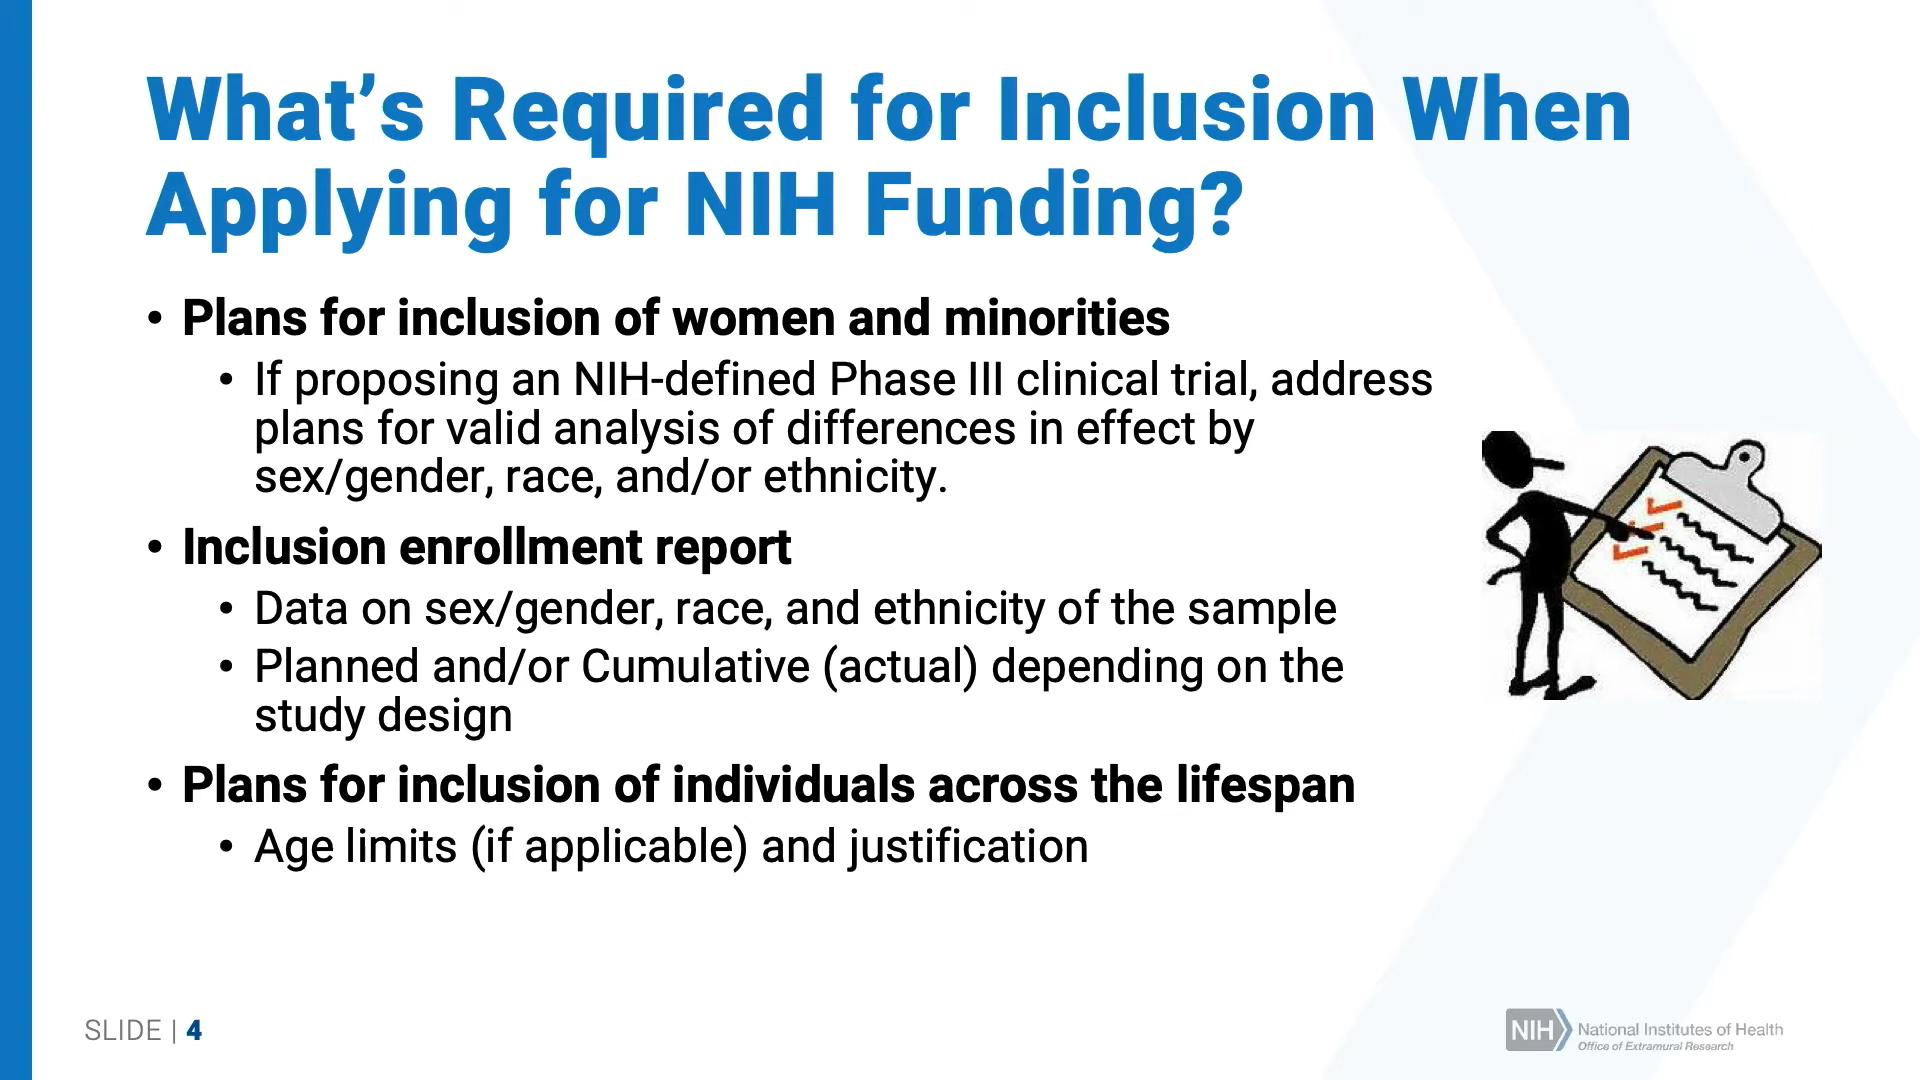 What’s Required for Inclusion When
Applying for NIH Funding?
• Plans for inclusion of women and minorities
• If proposing an NIH-defined Phase III clinical trial, address
plans for valid analysis of differences in effect by
sex/gender, race, and/or ethnicity.
• Inclusion enrollment report
• Data on sex/gender, race, and ethnicity of the sample
• Planned and/or Cumulative (actual) depending on the
study design
• Plans for inclusion of individuals across the lifespan
• Age limits (if applicable) and justification
SLIDE | 4
NIH National Institutes of Health
Office of Extramural Research